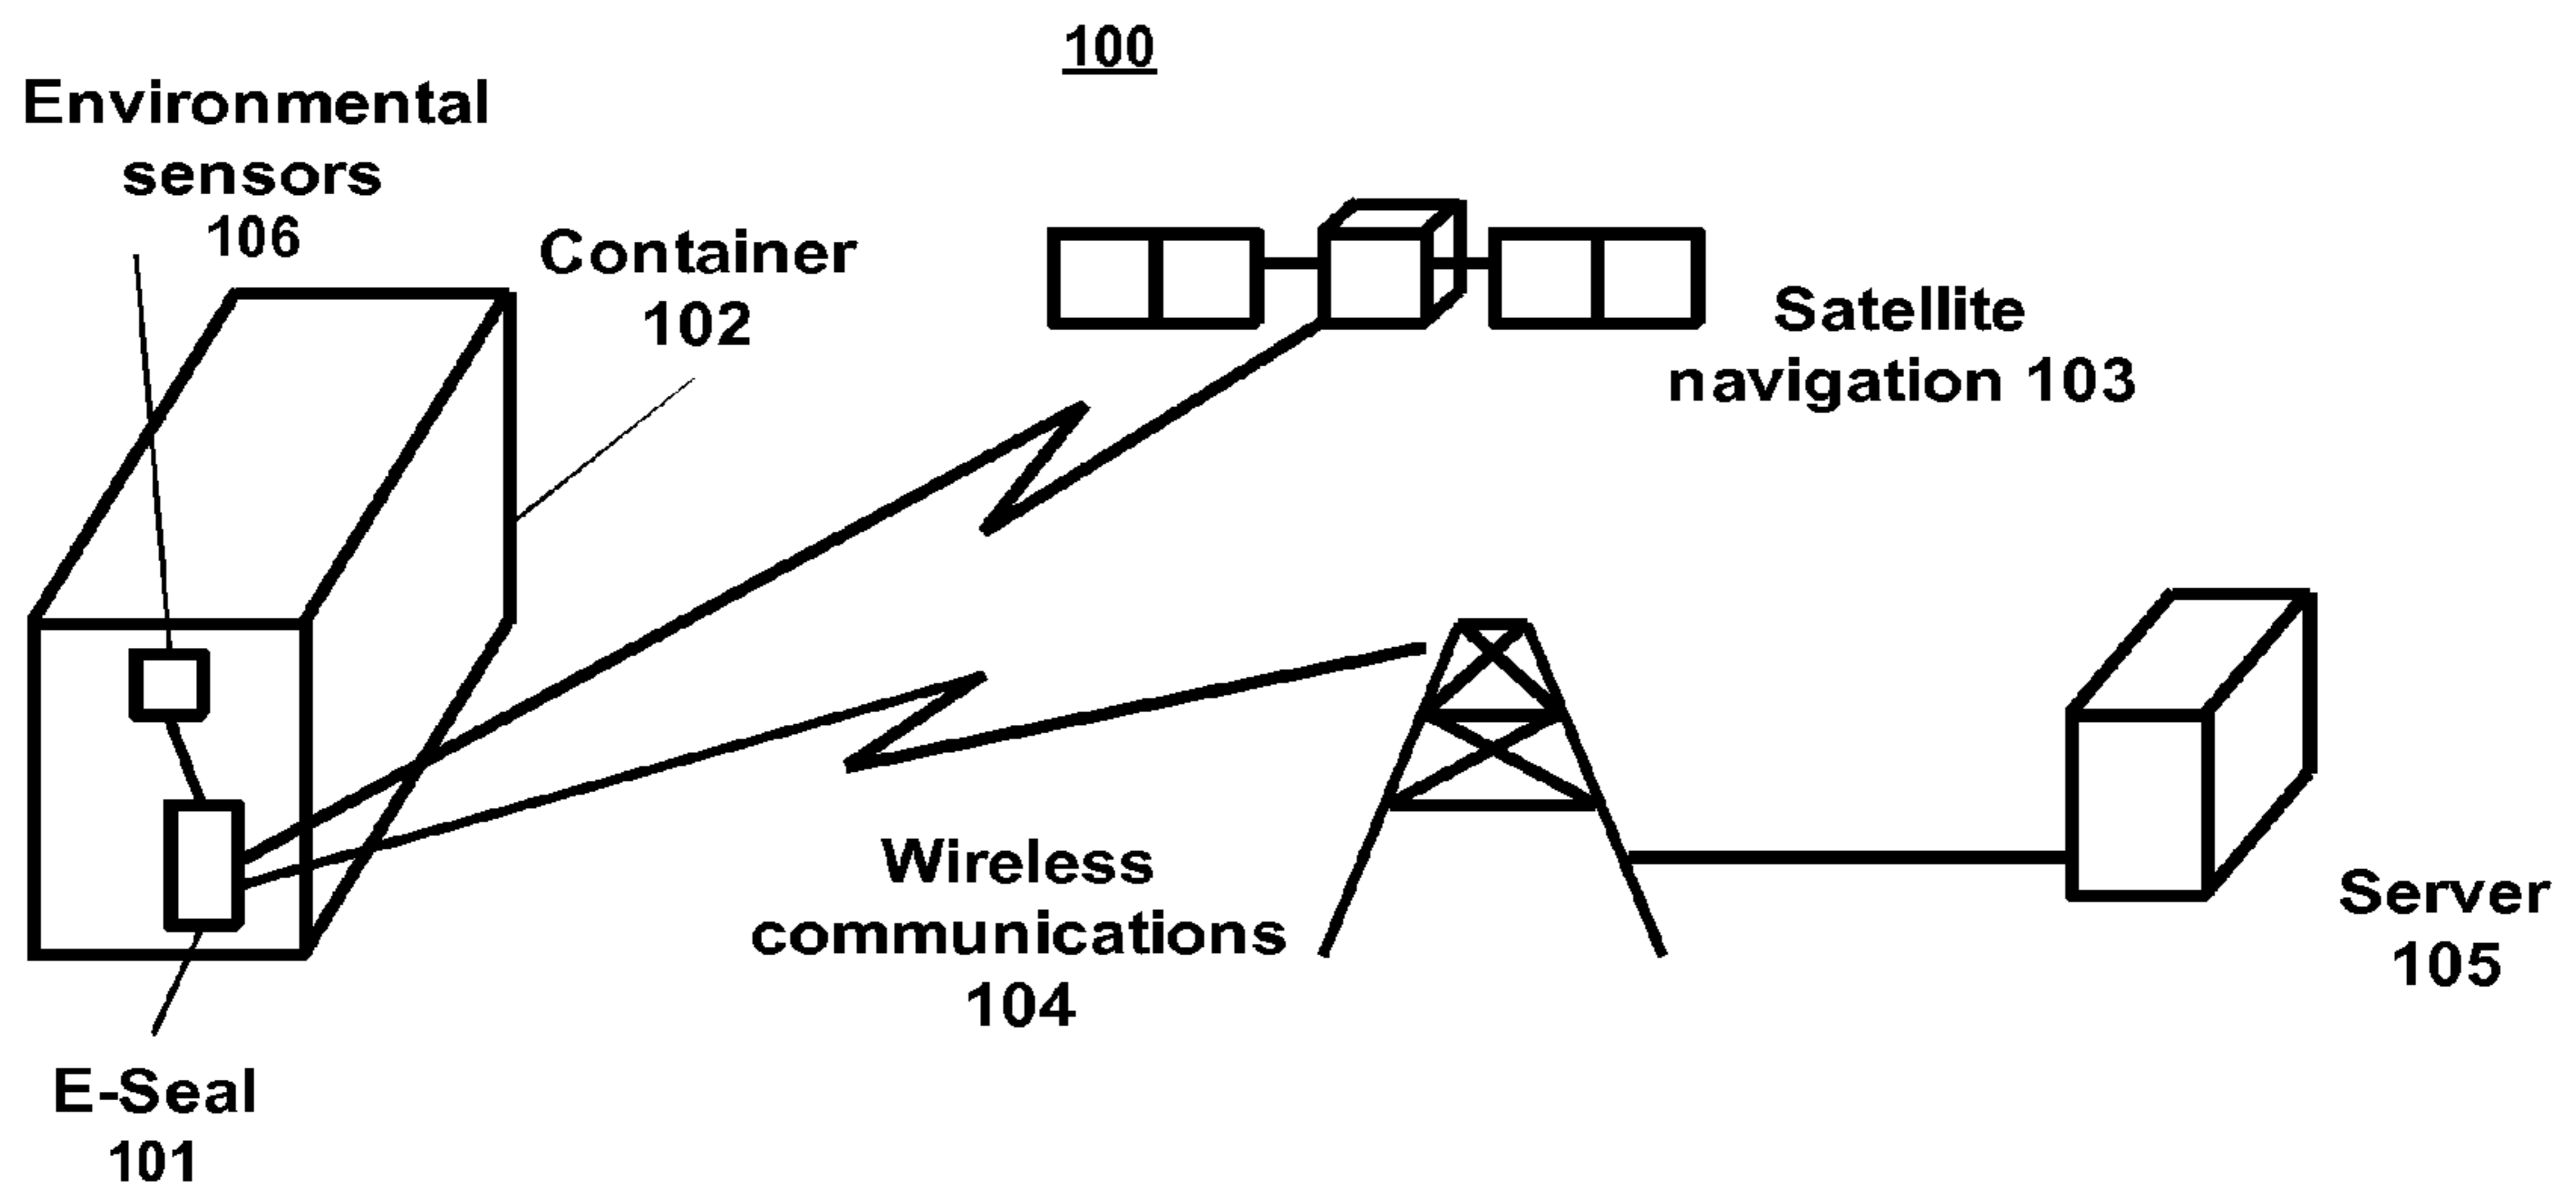 100
Environmental
sensors
106
Container
102
Satellite
navigation 103
Wireless
communications
104
Server
105
E-Seal
101